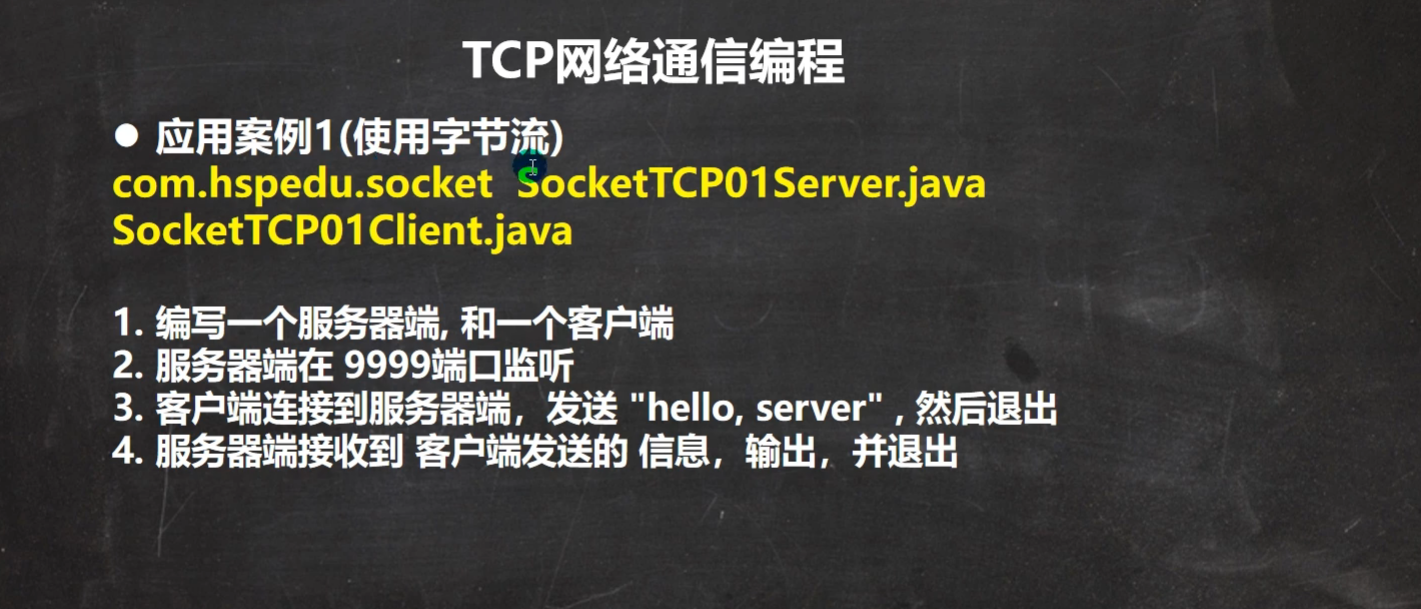 TCP网络通信编程
● 应用案例1(使用字节流)
com.hspedu.socket SocketTCP01Server.java
SocketTCP01Client.java
1. 编写一个服务器端, 和一个客户端
2. 服务器端在 9999端口监听
3. 客户端连接到服务器端，发送 "hello, server" , 然后退出
4. 服务器端接收到 客户端发送的 信息，输出，并退出